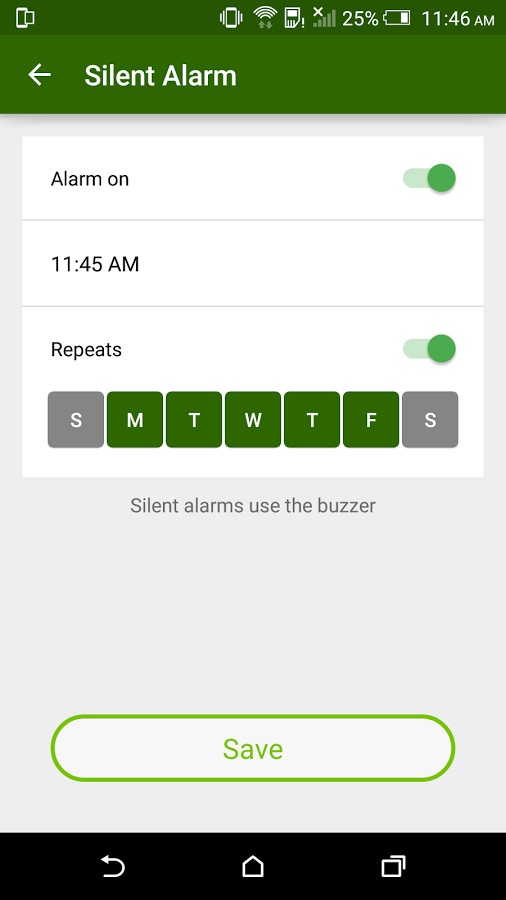 25% 11:46 AM
Silent Alarm
Alarm on
11:45 AM
Repeats
S M T W T F S
Silent alarms use the buzzer
Save